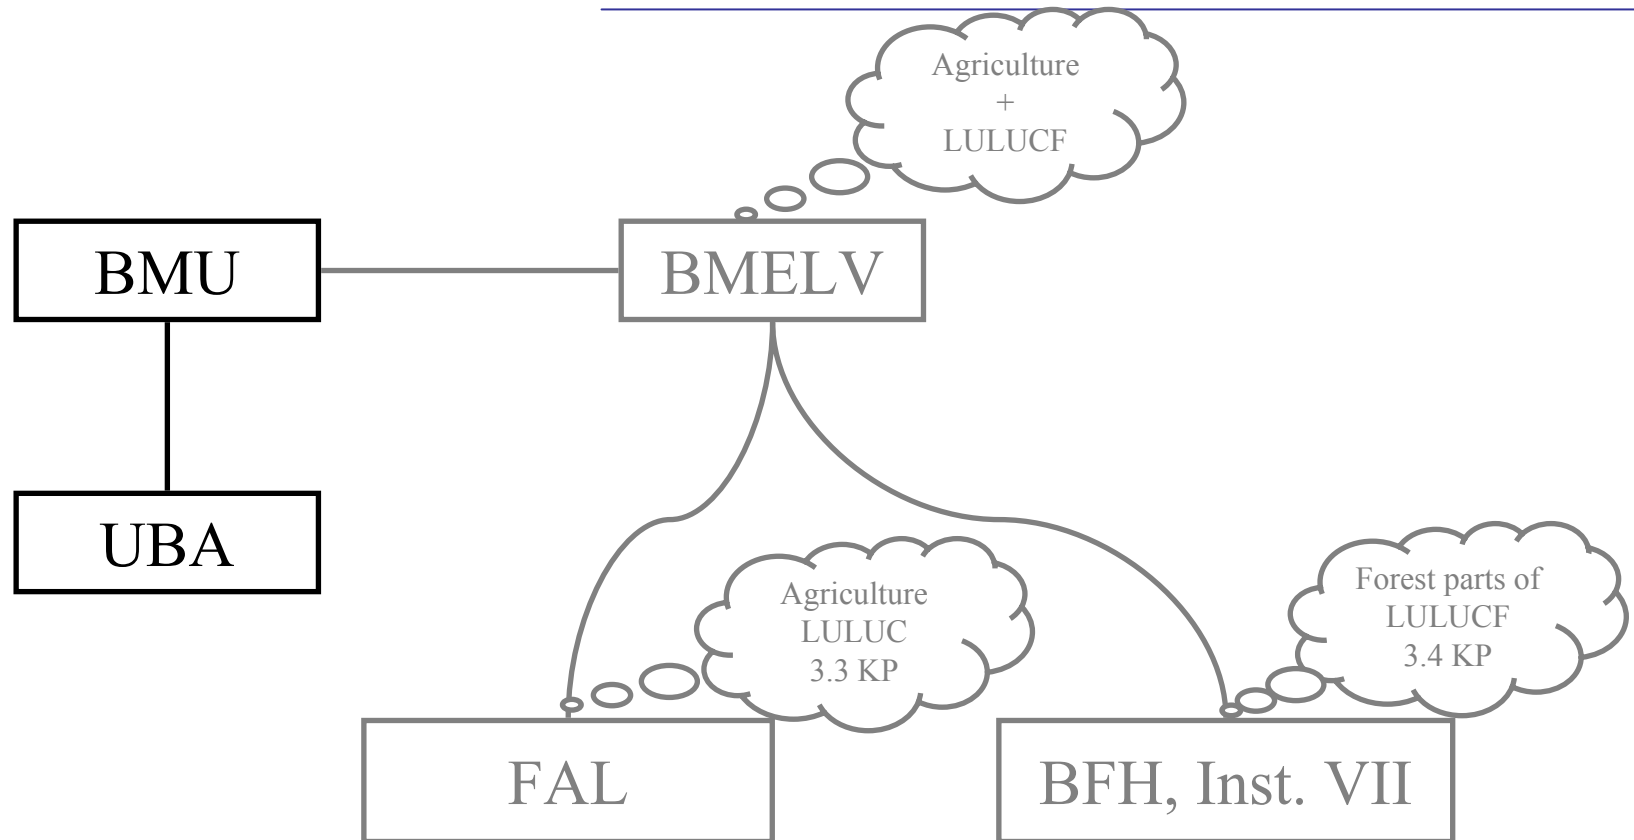 Agriculture
+
LULUCF
BMU
BMELV
UBA
Agriculture
LULUC
3.3 KP
Forest parts of
LULUCF
3.4 KP
FAL
BFH, Inst. VII